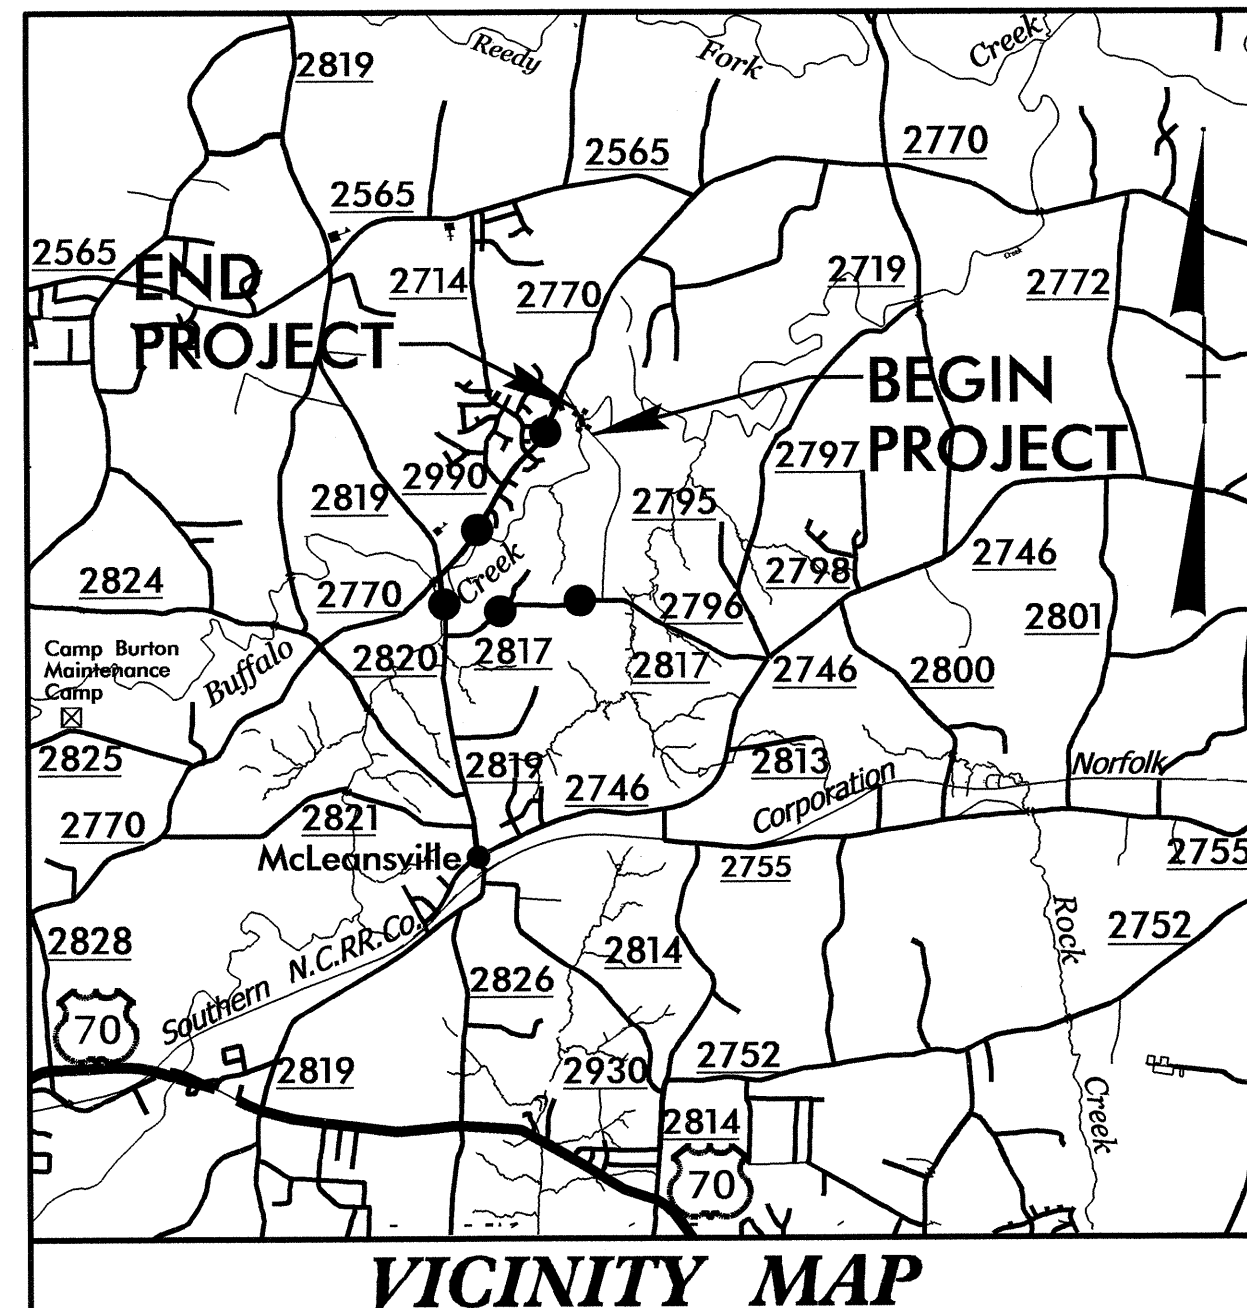 Reedy
Fork
Creek
2819
2565
2770
2565
2565
END
PROJECT
2714
2770
2719
Creek
2772
BEGIN
PROJECT
2990
2819
2795
2797
2746
2824
2770
Creek
2796
2798
2801
Camp Burton
Maintenance
Camp
Buffalo
2820
2817
2817
2746
2800
2825
2819
2746
2813
Corporation
Norfolk
2770
2821
McLeansville
2755
2755
2828
Southern
N.C.RR.Co.
2826
2814
Rock
2752
70
2819
2930
2752
2814
Creek
70
VICINITY MAP